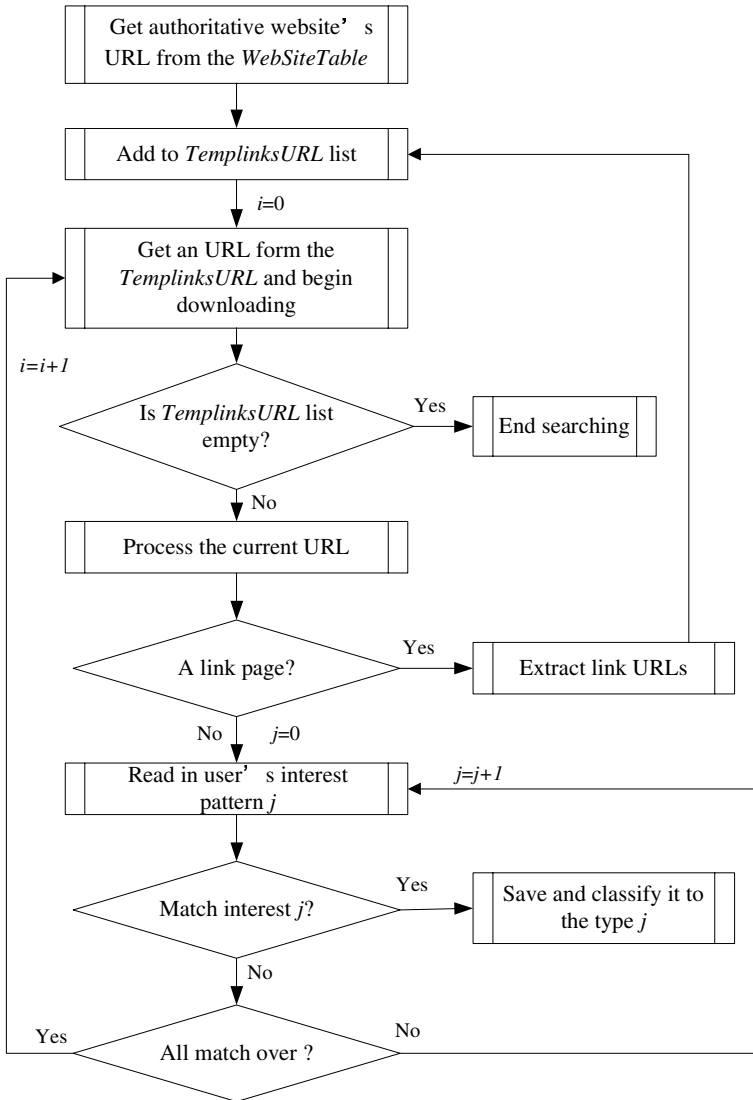 Get authoritative website’ s
URL from the WebSiteTable
Add to TemplinksURL list
i=0
Get an URL form the
TemplinksURL and begin
downloading
i=i+1
Is TemplinksURL list
empty?
Yes
End searching
No
Process the current URL
A link page?
Yes
Extract link URLs
No
j=0
Read in user’ s interest
pattern j
j=j+1
Match interest j?
Yes
Save and classify it to
the type j
No
Yes
All match over ?
No